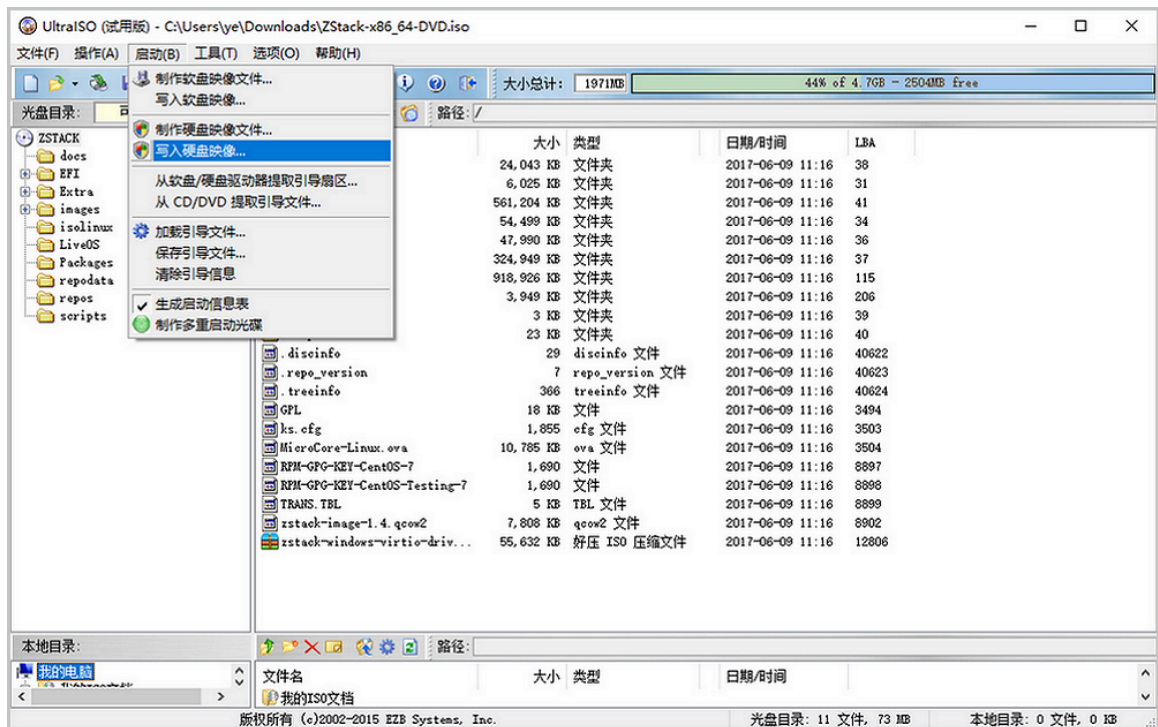 UltraISO (试用版) - C:\Users\ye\Downloads\ZStack-x86_64-DVD.iso
文件(F) 操作(A) 启动(B) 工具(T) 选项(O) 帮助(H)
大小总计: 1971MB 44% of 4.7GB - 2504MB free
光盘目录: 路径: /
制作软盘映像文件...
写入软盘映像...
制作硬盘映像文件...
写入硬盘映像...
从软盘/硬盘驱动器提取引导扇区...
从 CD/DVD 提取引导文件...
加载引导文件...
保存引导文件...
清除引导信息
生成启动信息表
制作多重启动光碟
ZSTACK
docs
EFI
Extra
images
isolinux
LiveOS
Packages
repodata
repos
scripts
大小 类型 日期/时间 LBA
24,043 KB 文件夹 2017-06-09 11:16 38
6,025 KB 文件夹 2017-06-09 11:16 31
561,204 KB 文件夹 2017-06-09 11:16 41
54,499 KB 文件夹 2017-06-09 11:16 34
47,990 KB 文件夹 2017-06-09 11:16 36
324,949 KB 文件夹 2017-06-09 11:16 37
918,926 KB 文件夹 2017-06-09 11:16 115
3,949 KB 文件夹 2017-06-09 11:16 206
3 KB 文件夹 2017-06-09 11:16 39
23 KB 文件夹 2017-06-09 11:16 40
.discinfo 29 discinfo 文件 2017-06-09 11:16 40622
.repo_version 7 repo_version 文件 2017-06-09 11:16 40623
.treeinfo 366 treeinfo 文件 2017-06-09 11:16 40624
GPL 18 KB 文件 2017-06-09 11:16 3494
ks.cfg 1,855 cfg 文件 2017-06-09 11:16 3503
MicroCore-Linux.ova 10,785 KB ova 文件 2017-06-09 11:16 3504
RPM-GPG-KEY-CentOS-7 1,690 文件 2017-06-09 11:16 8897
RPM-GPG-KEY-CentOS-Testing-7 1,690 文件 2017-06-09 11:16 8898
TRANS.TBL 5 KB TBL 文件 2017-06-09 11:16 8899
zstack-image-1.4.qcow2 7,808 KB qcow2 文件 2017-06-09 11:16 8902
zstack-windows-virtio-driv... 55,632 KB 好压 ISO 压缩文件 2017-06-09 11:16 12806
本地目录: 路径:
我的电脑
文件名 大小 类型 日期/时间
我的ISO文档
版权所有 (c)2002-2015 EZB Systems, Inc. 光盘目录: 11 文件, 73 MB 本地目录: 0 文件, 0 KB